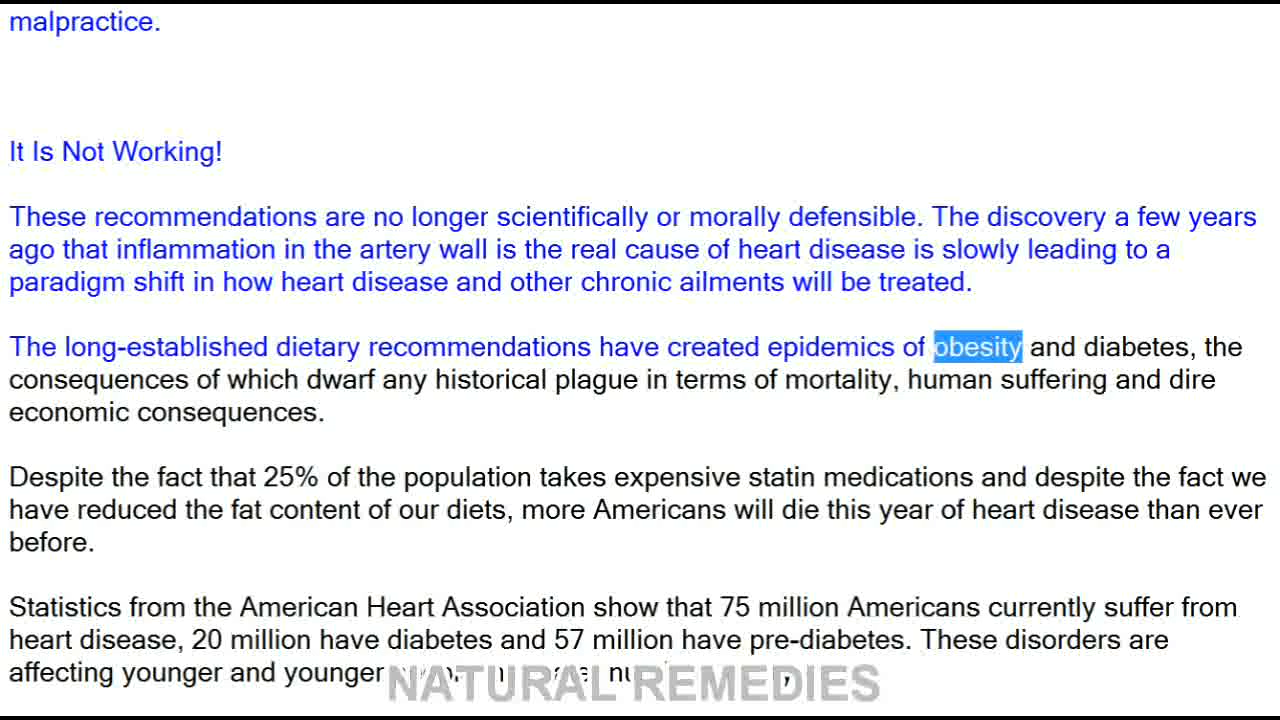 malpractice.
It Is Not Working!
These recommendations are no longer scientifically or morally defensible. The discovery a few years
ago that inflammation in the artery wall is the real cause of heart disease is slowly leading to a
paradigm shift in how heart disease and other chronic ailments will be treated.
The long-established dietary recommendations have created epidemics of obesity and diabetes, the
consequences of which dwarf any historical plague in terms of mortality, human suffering and dire
economic consequences.
Despite the fact that 25% of the population takes expensive statin medications and despite the fact we
have reduced the fat content of our diets, more Americans will die this year of heart disease than ever
before.
Statistics from the American Heart Association show that 75 million Americans currently suffer from
heart disease, 20 million have diabetes and 57 million have pre-diabetes. These disorders are
affecting younger and younger
NATURAL REMEDIES